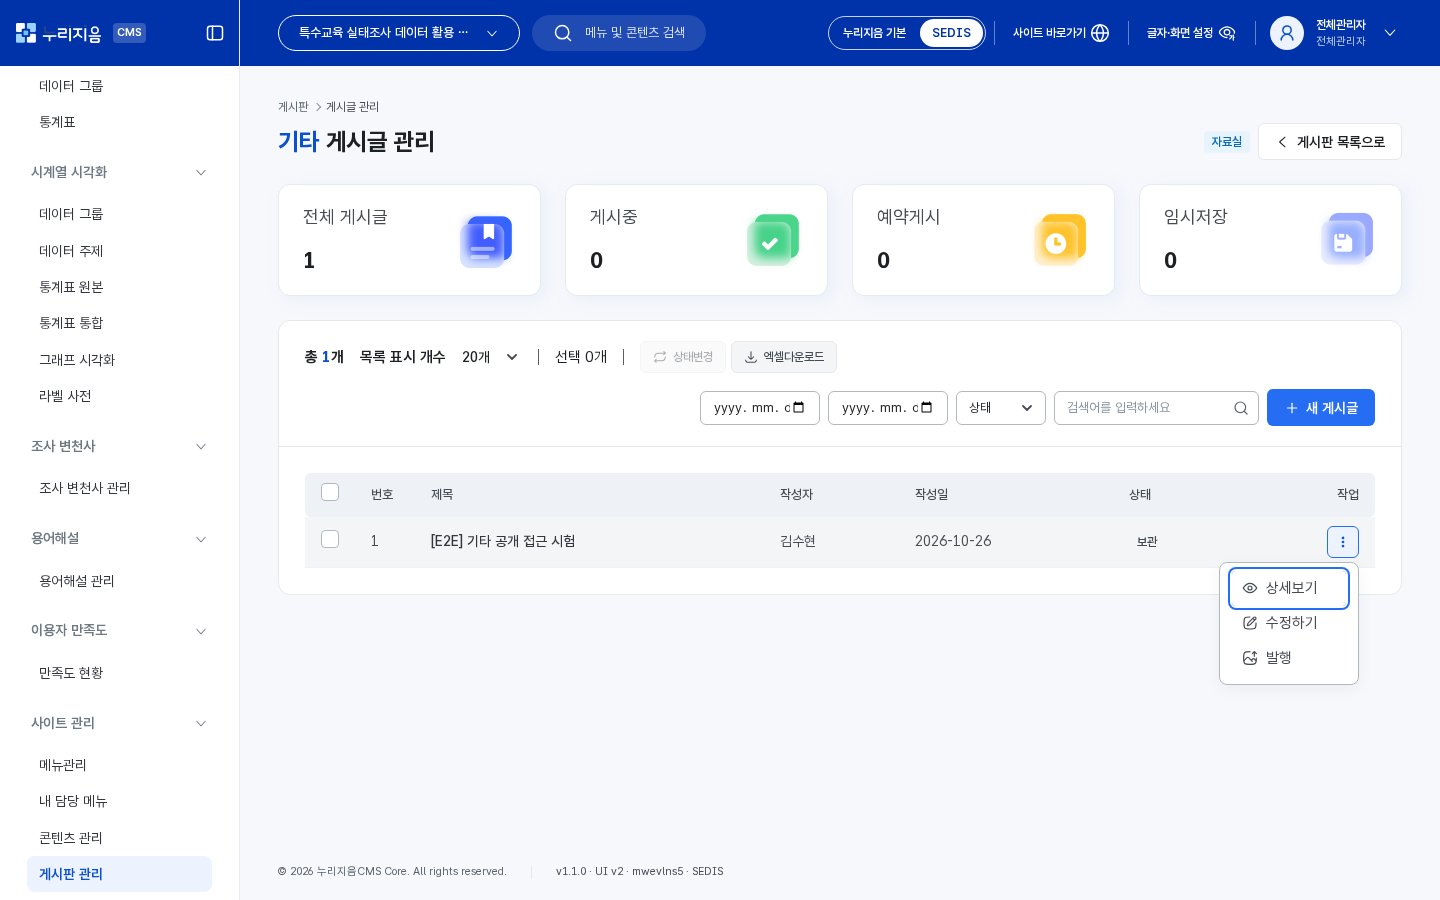 누리지음 CMS
특수교육 실태조사 데이터 활용 ···
메뉴 및 콘텐츠 검색
누리지음 기본
SEDIS
사이트 바로가기
글자·화면 설정
전체관리자
전체관리자
데이터 그룹
통계표
시계열 시각화
데이터 그룹
데이터 주제
통계표 원본
통계표 통합
그래프 시각화
라벨 사전
조사 변천사
조사 변천사 관리
용어해설
용어해설 관리
이용자 만족도
만족도 현황
사이트 관리
메뉴관리
내 담당 메뉴
콘텐츠 관리
게시판 관리
게시판 > 게시글 관리
기타 게시글 관리
자료실
게시판 목록으로
전체 게시글
1
게시중
0
예약게시
0
임시저장
0
총 1개 목록 표시 개수 20개
선택 0개
상태변경
엑셀다운로드
yyyy. mm. d
yyyy. mm. d
상태
검색어를 입력하세요
새 게시글
번호 제목 작성자 작성일 상태 작업
1 [E2E] 기타 공개 접근 시험 김수현 2026-10-26 보관
상세보기
수정하기
발행
© 2026 누리지음CMS Core. All rights reserved.
v1.1.0 · UI v2 · mwevlns5 · SEDIS